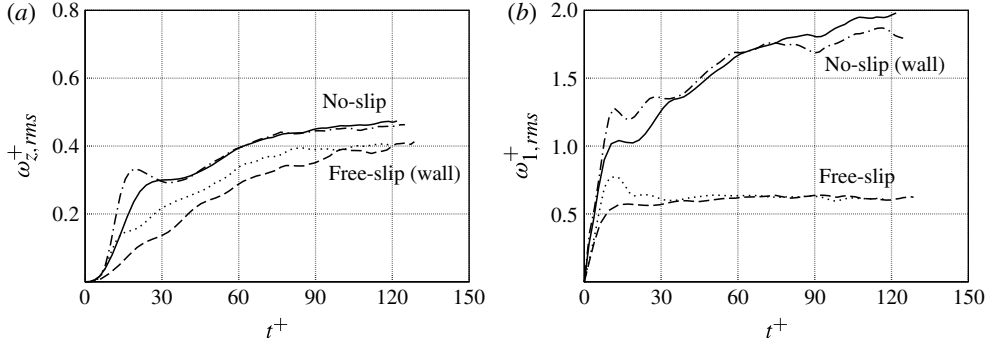 (a)
0.8
0.6
0.4
0.2
0
30
60
90
120
150
ω⁺z, rms
t⁺
No-slip
Free-slip (wall)
(b)
2.0
1.5
1.0
0.5
0
30
60
90
120
150
ω⁺1, rms
t⁺
No-slip (wall)
Free-slip